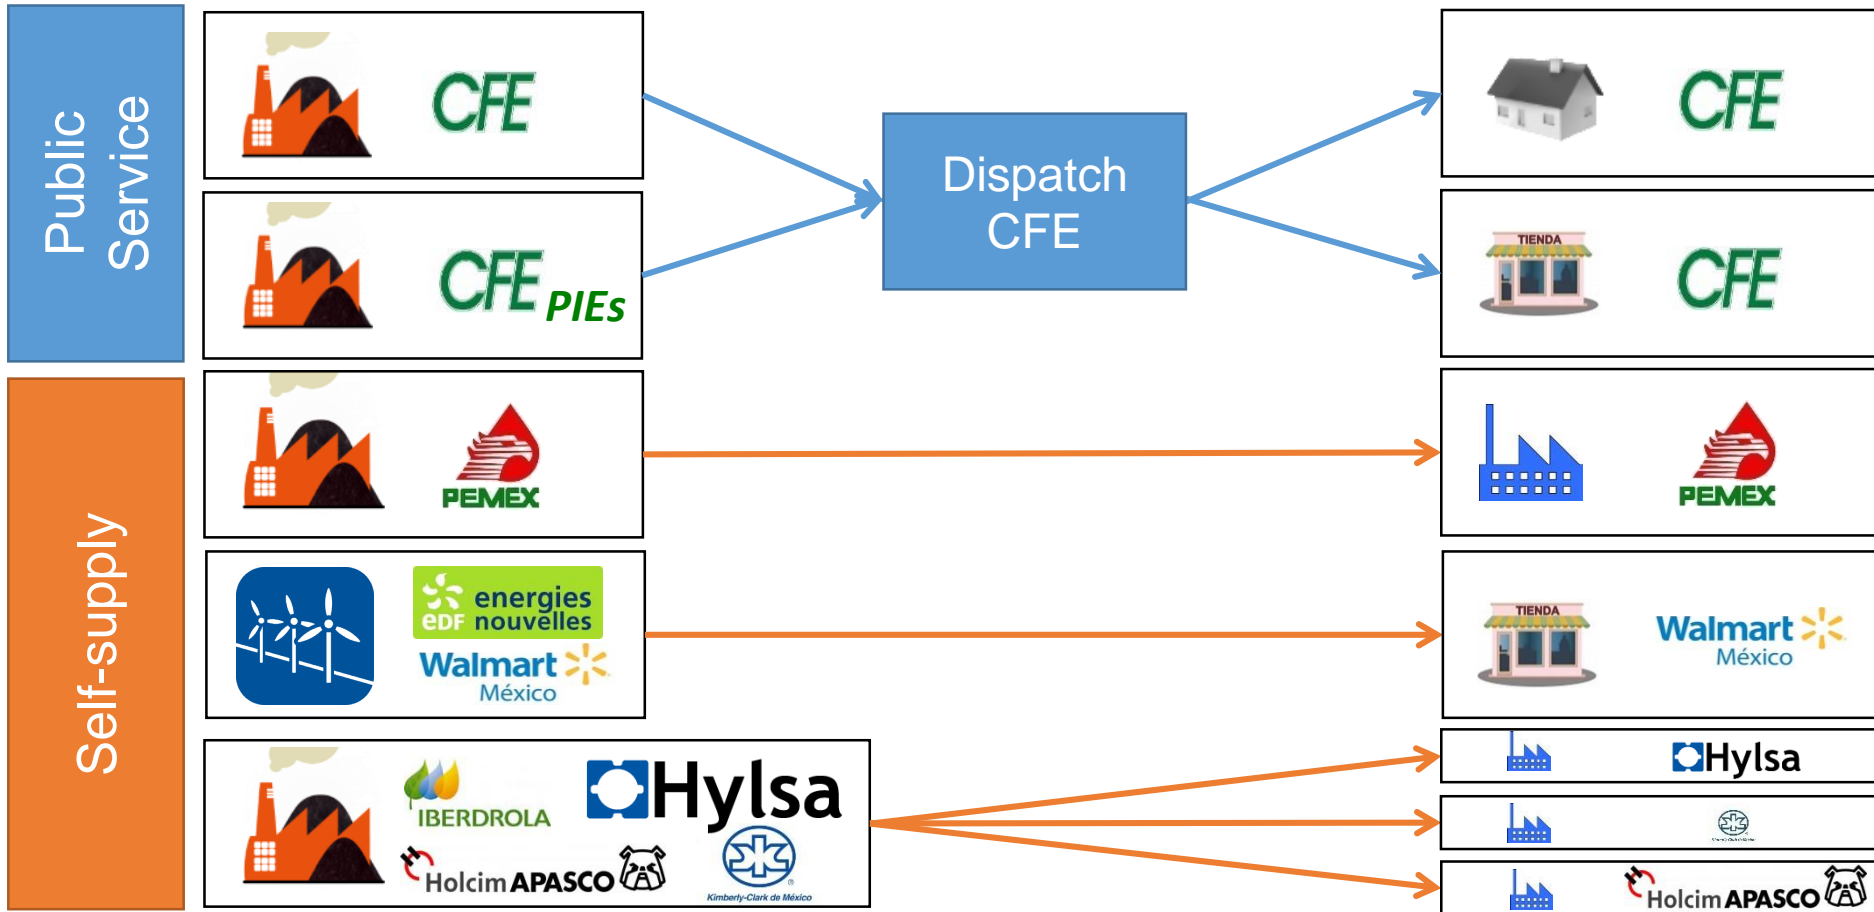 Public
Service
CFE
CFE PIEs
Dispatch
CFE
CFE
TIENDA
CFE
Self-supply
PEMEX
PEMEX
eDF energies
nouvelles
Walmart
México
TIENDA
Walmart
México
IBERDROLA
Hylsa
Holcim APASCO
Kimberly-Clark de México
Hylsa
Holcim APASCO